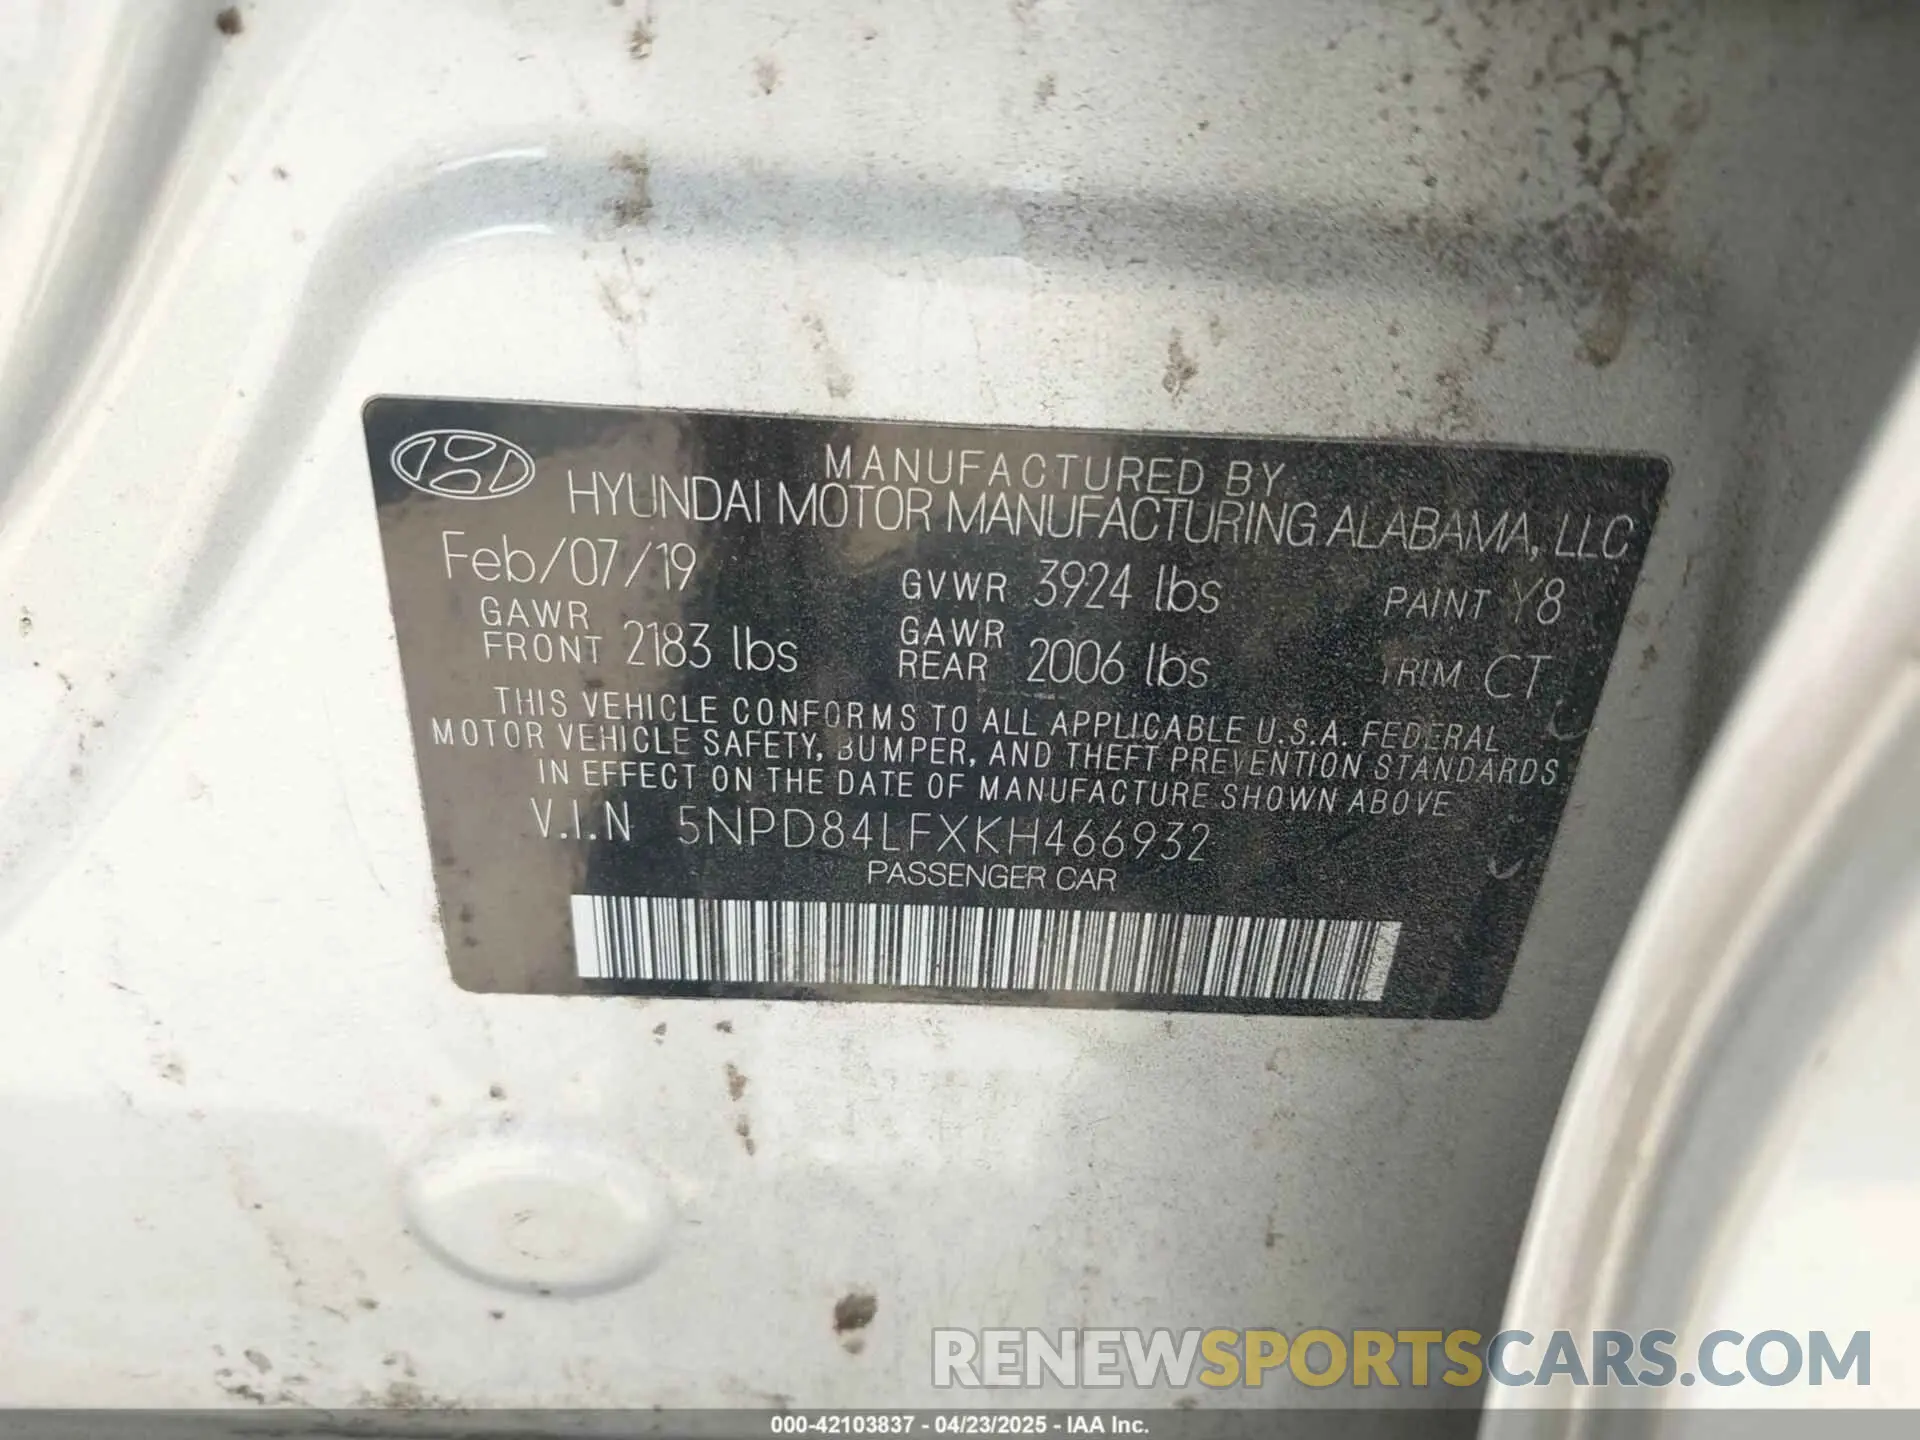 MANUFACTURED BY
HYUNDAI MOTOR MANUFACTURING ALABAMA, LLC
Feb/07/19 GVWR 3924 lbs PAINT Y8
GAWR FRONT 2183 lbs GAWR REAR 2006 lbs TRIM CT
THIS VEHICLE CONFORMS TO ALL APPLICABLE U.S.A. FEDERAL
MOTOR VEHICLE SAFETY, BUMPER, AND THEFT PREVENTION STANDARDS
IN EFFECT ON THE DATE OF MANUFACTURE SHOWN ABOVE
V.I.N 5NPD84LFXKH466932
PASSENGER CAR
RENEWSPORTSCARS.COM
000-42103837 - 04/23/2025 - IAA Inc.